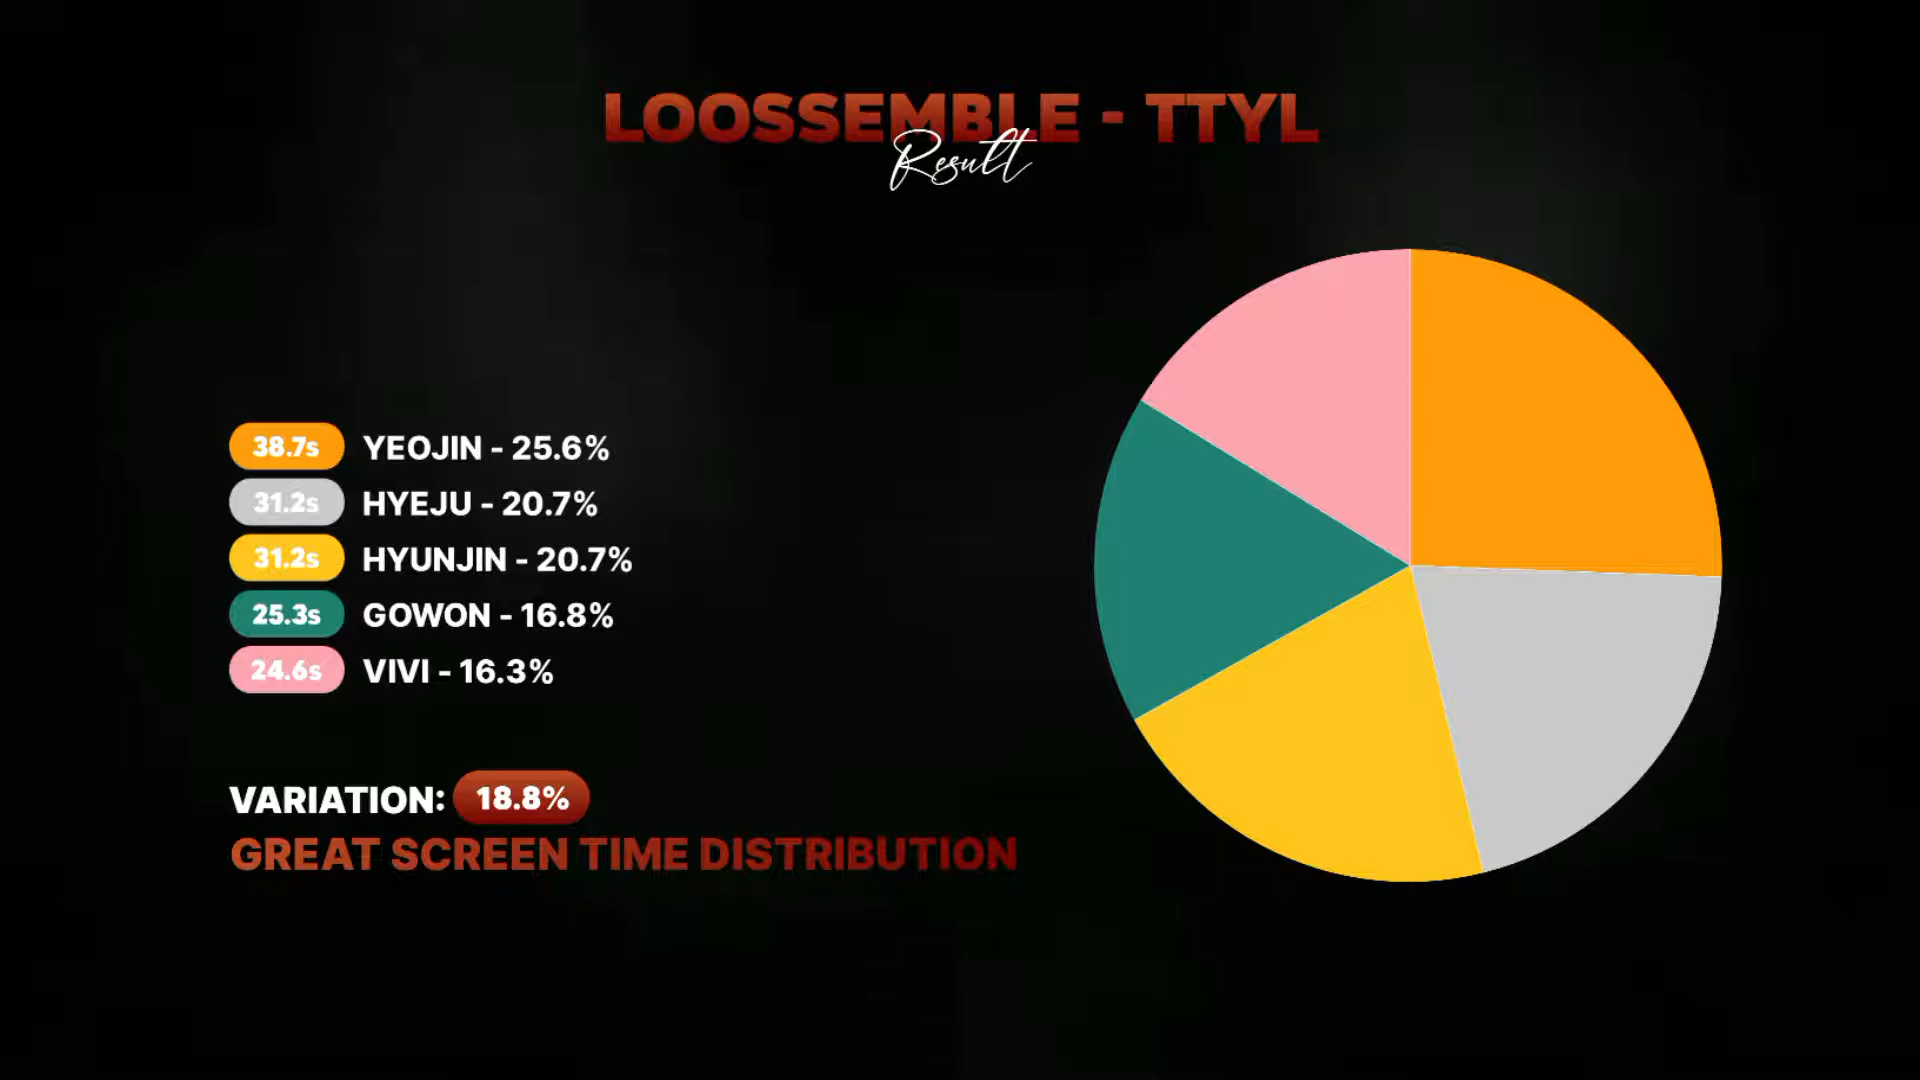 LOOSSEMBLE - TTYL
Result
38.7s YEOJIN - 25.6%
31.2s HYEJU - 20.7%
31.2s HYUNJIN - 20.7%
25.3s GOWON - 16.8%
24.6s VIVI - 16.3%
VARIATION: 18.8%
GREAT SCREEN TIME DISTRIBUTION